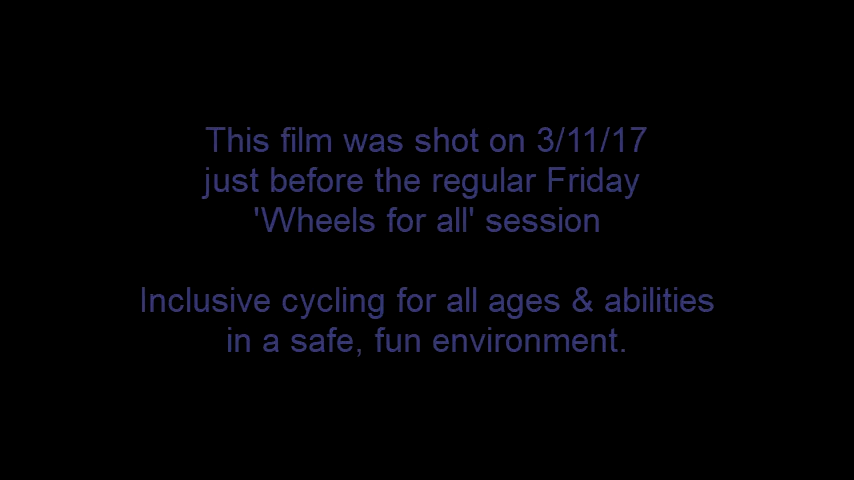 This film was shot on 3/11/17
just before the regular Friday
'Wheels for all' session
Inclusive cycling for all ages & abilities
in a safe, fun environment.